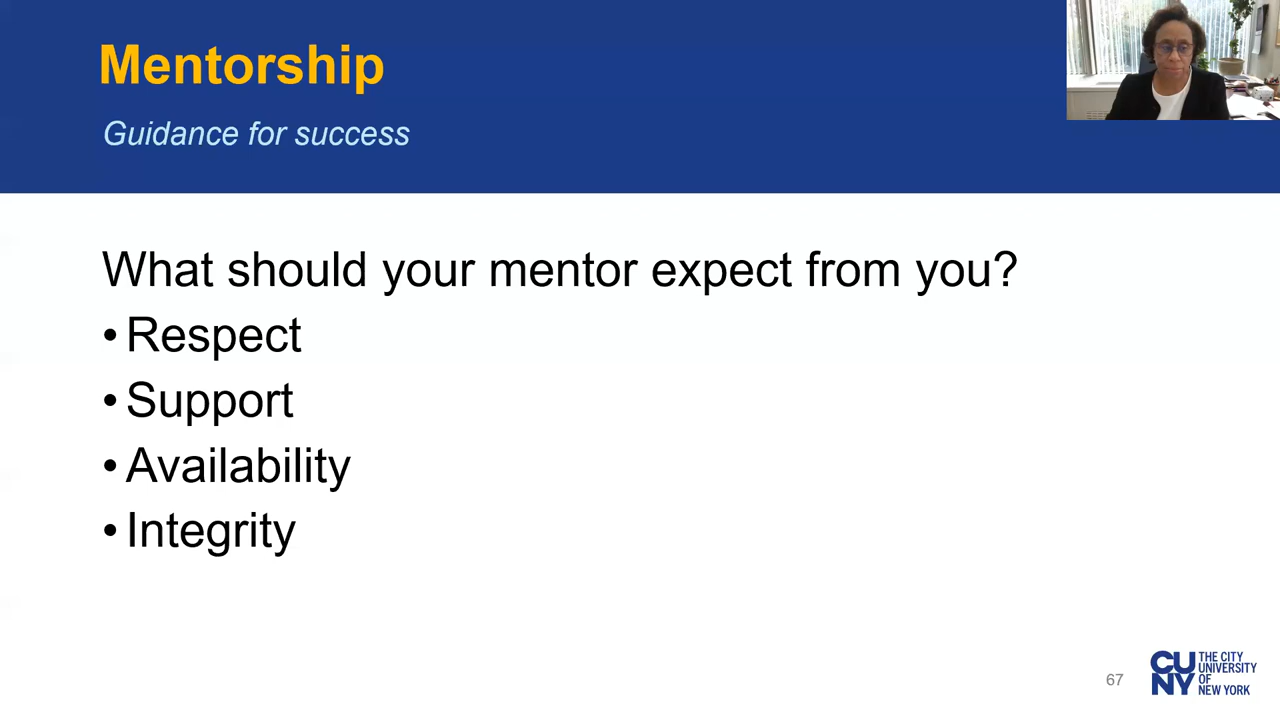 Mentorship
Guidance for success
What should your mentor expect from you?
• Respect
• Support
• Availability
• Integrity
67
CU
NY
THE CITY
UNIVERSITY
OF
NEW YORK